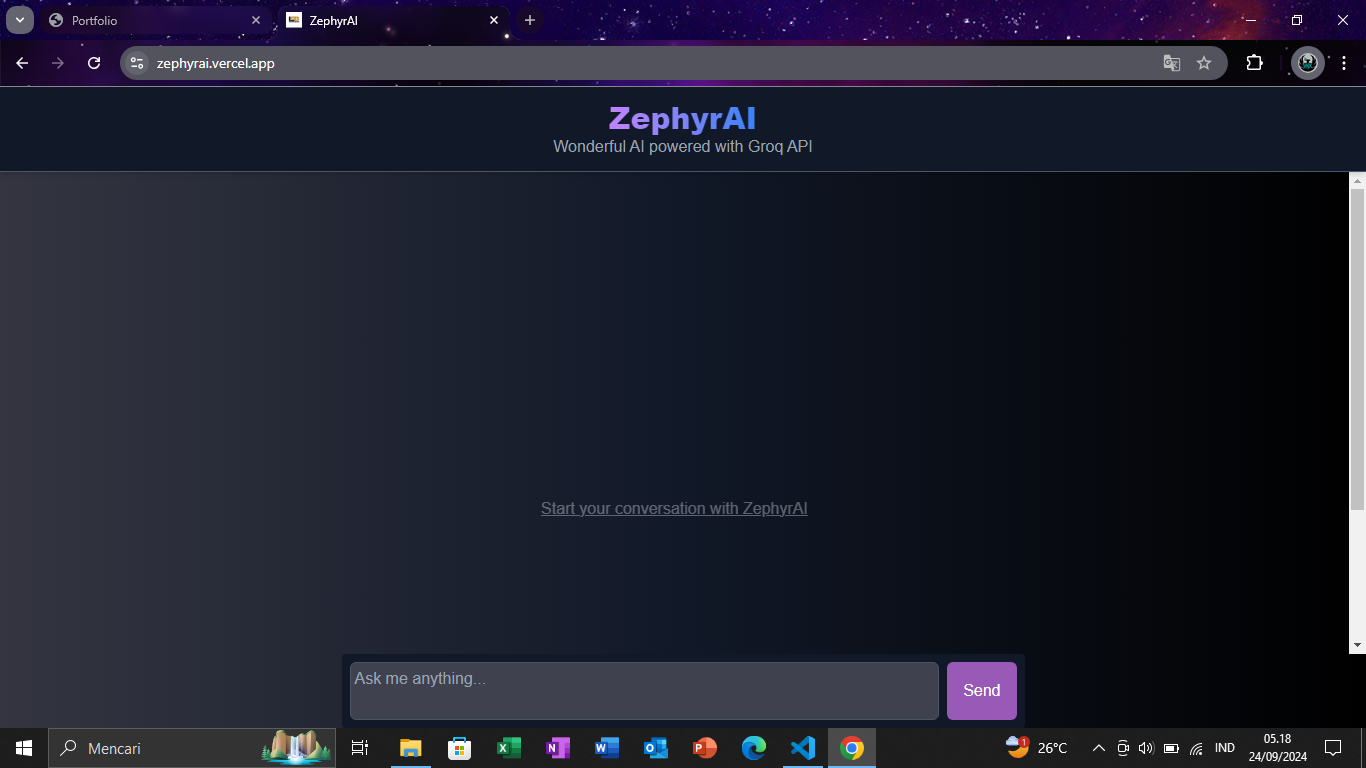 Portfolio
ZephyrAI
zephyrai.vercel.app
ZephyrAI
Wonderful AI powered with Groq API
Start your conversation with ZephyrAI
Ask me anything...
Send
Mencari
1
26°C
IND
05.18
24/09/2024